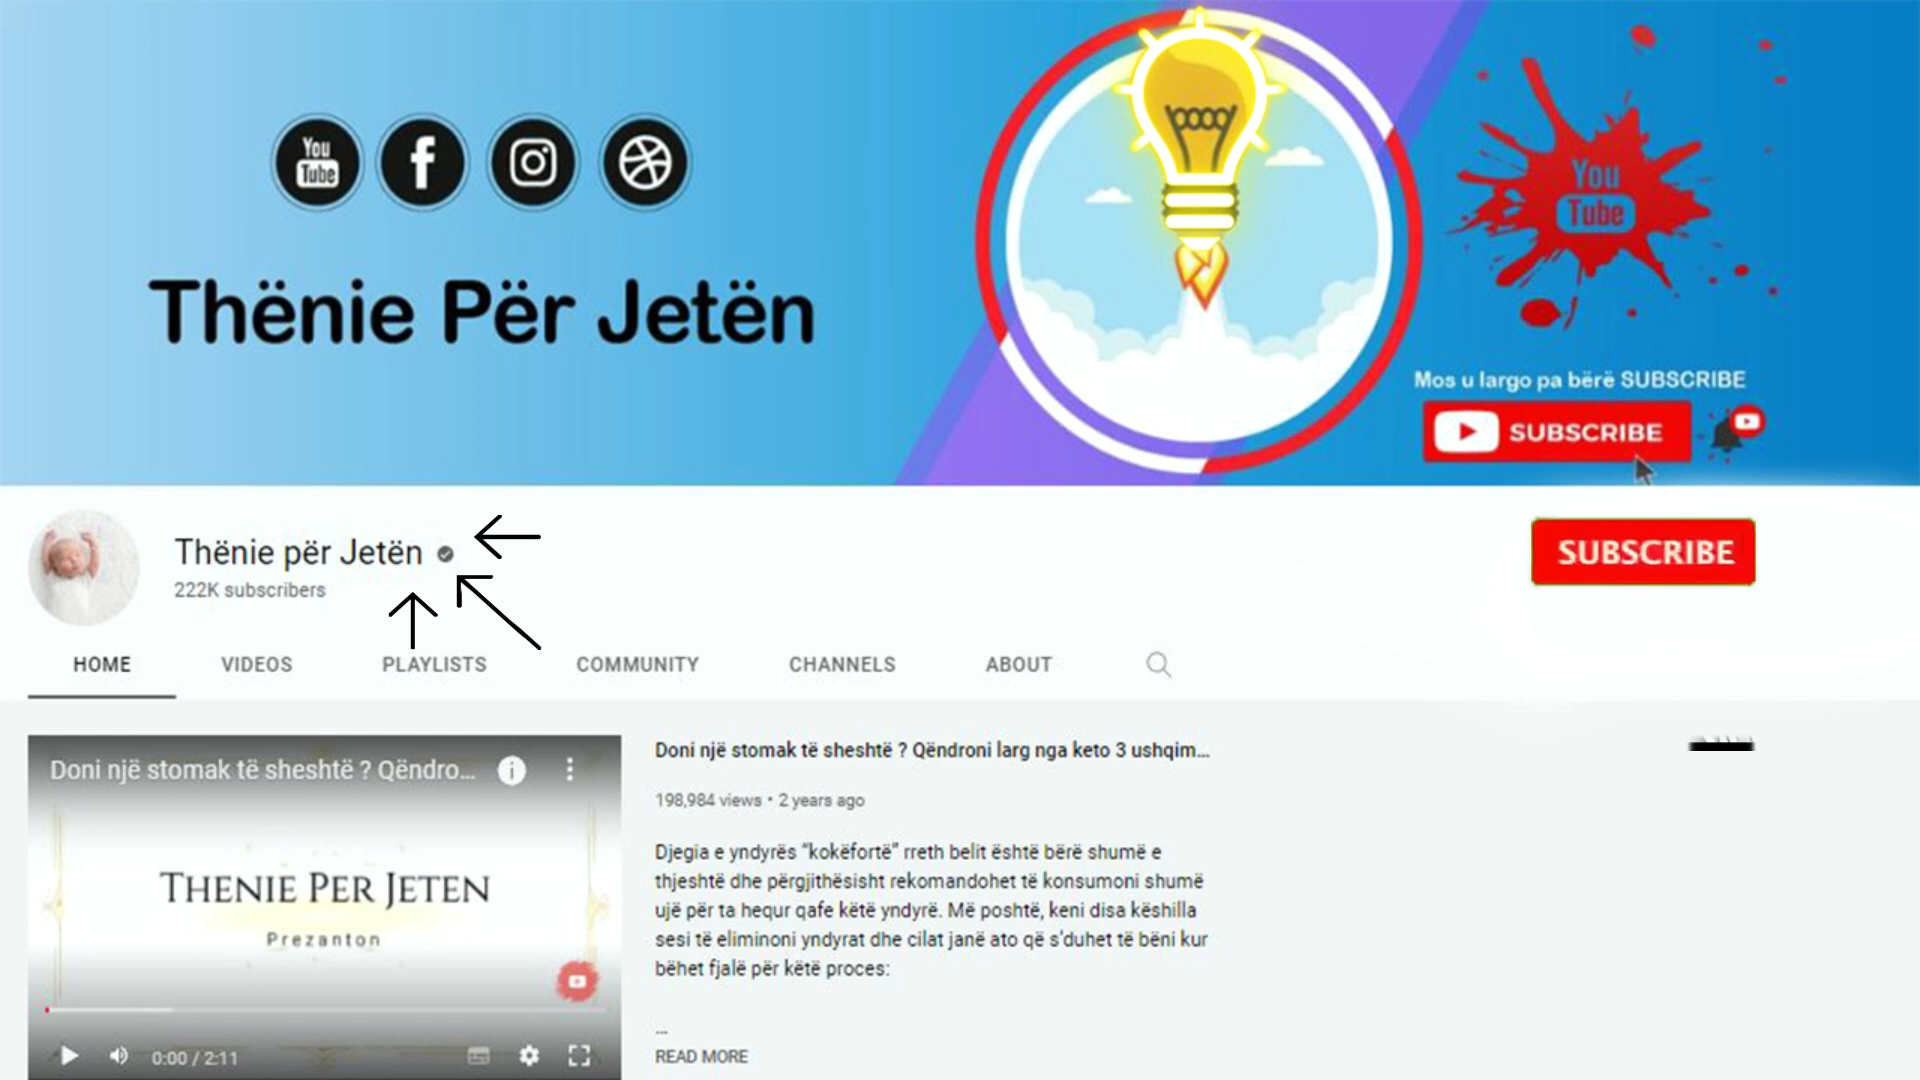 You
Tube
Thënie Për Jetën
You
Tube
Mos u largo pa bërë SUBSCRIBE
SUBSCRIBE
Thënie për Jetën
222K subscribers
SUBSCRIBE
HOME VIDEOS PLAYLISTS COMMUNITY CHANNELS ABOUT
Doni një stomak të sheshtë ? Qëndro...
THENIE PER JETEN
Prezanton
0:00 / 2:11
Doni një stomak të sheshtë ? Qëndroni larg nga keto 3 ushqim...
198,984 views • 2 years ago
Djegia e yndyrës “kokëfortë” rreth belit është bërë shumë e
thjeshtë dhe përgjithësisht rekomandohet të konsumoni shumë
ujë për ta hequr qafe këtë yndyrë. Më poshtë, keni disa këshilla
sesi të eliminoni yndyrat dhe cilat janë ato që s'duhet të bëni kur
bëhet fjalë për këtë proces:
...
READ MORE